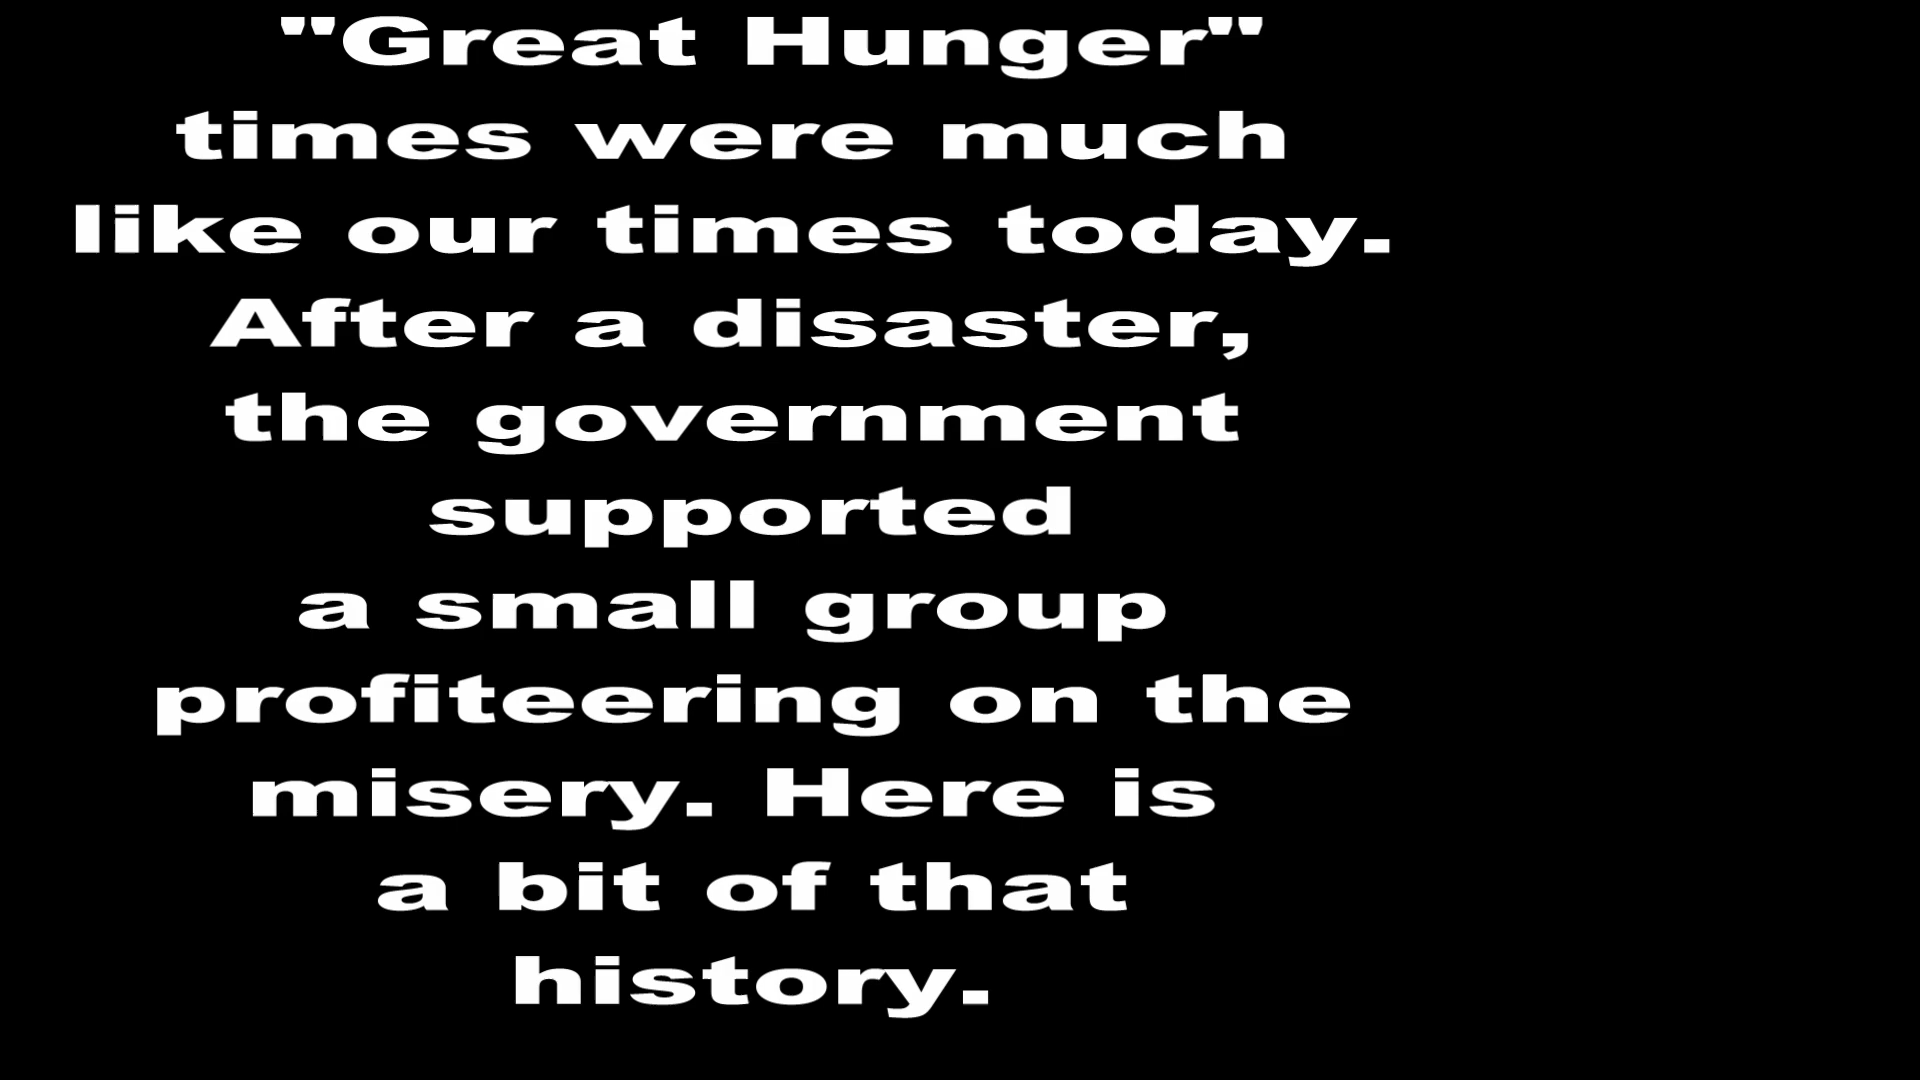 "Great Hunger"
times were much
like our times today.
After a disaster,
the government
supported
a small group
profiteering on the
misery. Here is
a bit of that
history.